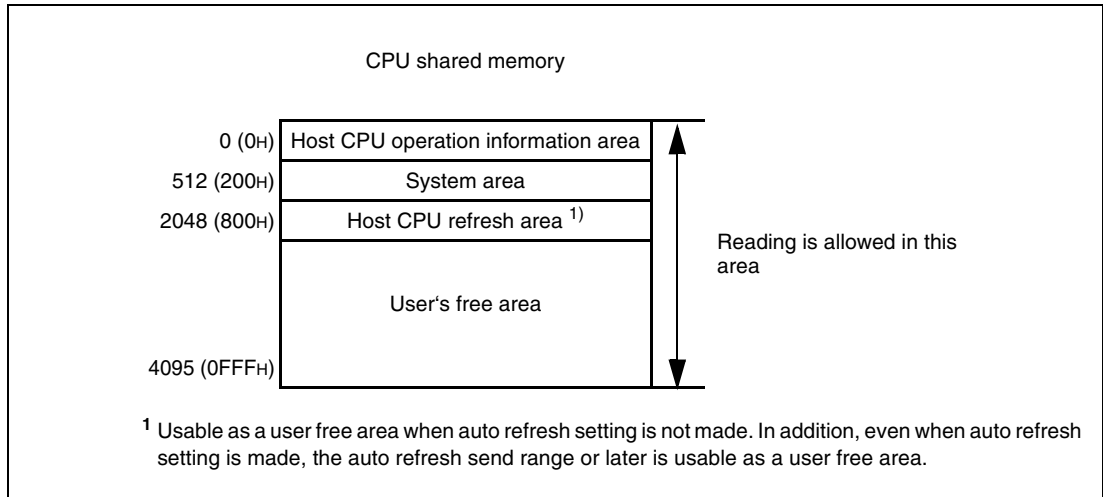 CPU shared memory
0 (0H) Host CPU operation information area
512 (200H) System area
2048 (800H) Host CPU refresh area 1)
Reading is allowed in this
area
User‘s free area
4095 (0FFFH)
1 Usable as a user free area when auto refresh setting is not made. In addition, even when auto refresh
setting is made, the auto refresh send range or later is usable as a user free area.